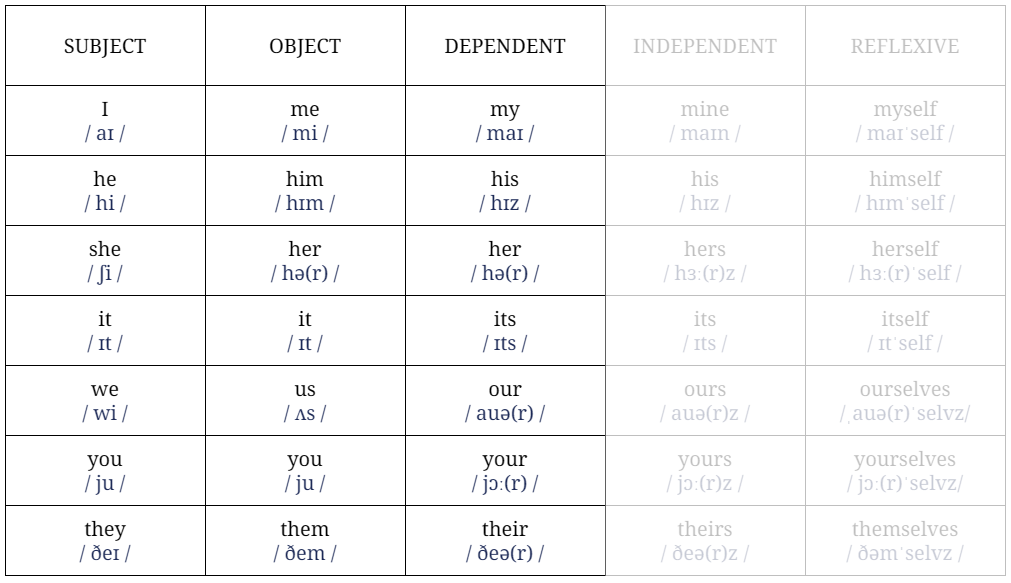 SUBJECT OBJECT DEPENDENT INDEPENDENT REFLEXIVE
I me my mine myself
/ aɪ / / mi / / maɪ / / maɪn / / maɪˈself /
he him his his himself
/ hi / / hɪm / / hɪz / / hɪz / / hɪmˈself /
she her her hers herself
/ ʃi / / hə(r) / / hə(r) / / hɜː(r)z / / hɜː(r)ˈself /
it it its its itself
/ ɪt / / ɪt / / ɪts / / ɪts / / ɪtˈself /
we us our ours ourselves
/ wi / / ʌs / / auə(r) / / auə(r)z / /ˌauə(r)ˈselvz/
you you your yours yourselves
/ ju / / ju / / jɔː(r) / / jɔː(r)z / / jɔː(r)ˈselvz/
they them their theirs themselves
/ ðeɪ / / ðem / / ðeə(r) / / ðeə(r)z / / ðəmˈselvz /